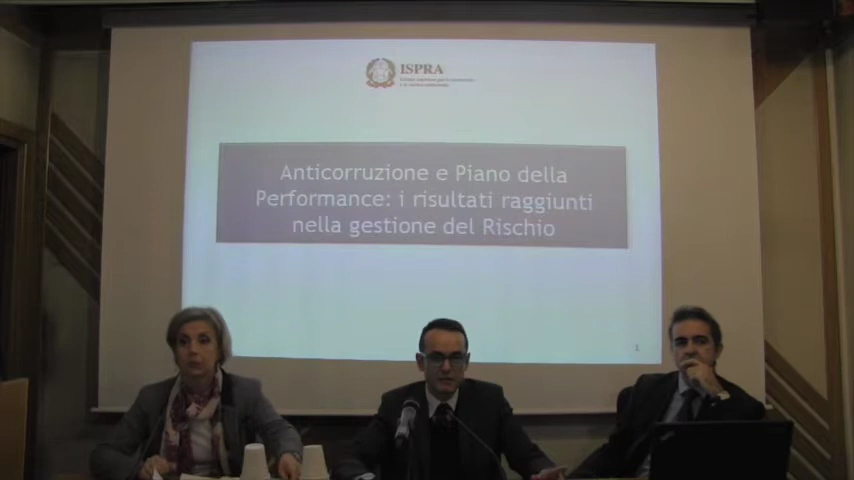 ISPRA
Anticorruzione e Piano della
Performance: i risultati raggiunti
nella gestione del Rischio
1